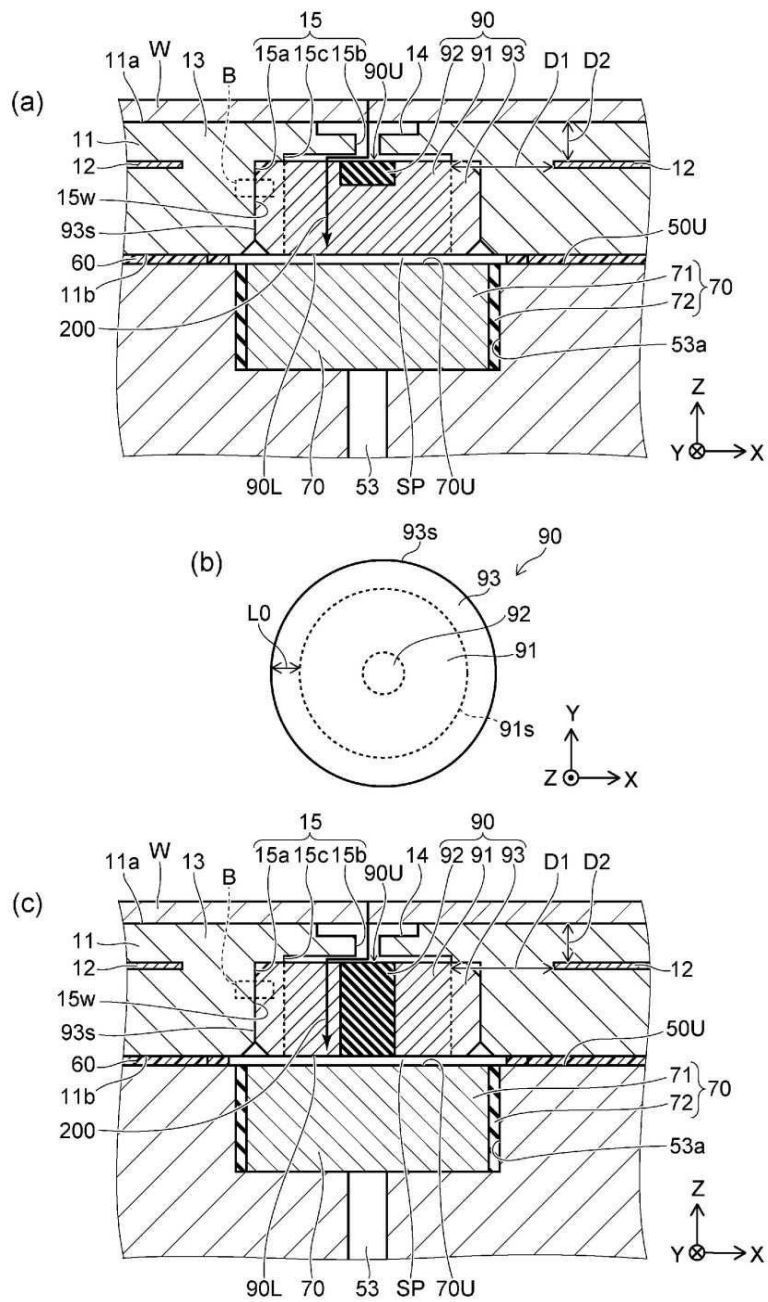 15 90
11a W 13 15a 15c 15b 90U 14 92 91 93 D1 D2
(a) B
11
12 12
15w
93s 50U
60
11b 71
72 70
200
53a
Z
Y X
90L 70 53 SP 70U
(b) 93s 90
93
L0 92
91
91s
Y
Z X
15 90
11a W 13 15a 15c 15b 90U 14 92 91 93 D1 D2
(c) B
11
12 12
15w
93s 50U
60
11b 71
72 70
200
53a
Z
Y X
90L 70 53 SP 70U